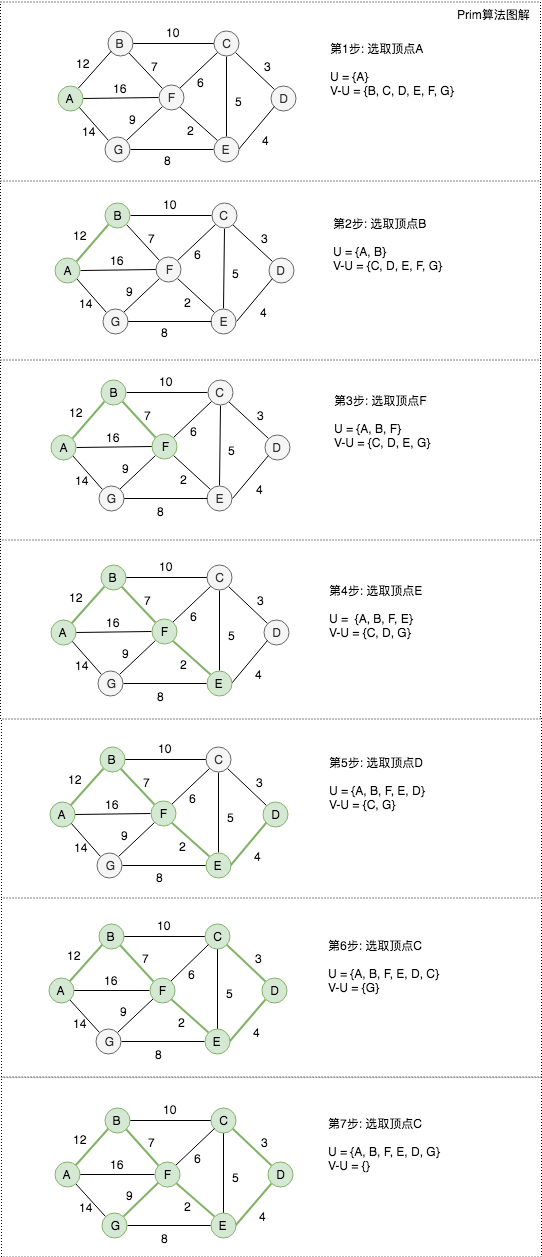 Prim算法图解
10
B
C
12
7
6
3
第1步: 选取顶点A
U = {A}
V-U = {B, C, D, E, F, G}
A
16
F
5
D
14
9
2
4
G
8
E
10
B
C
12
7
6
3
第2步: 选取顶点B
U = {A, B}
V-U = {C, D, E, F, G}
A
16
F
5
D
14
9
2
4
G
8
E
10
B
C
12
7
6
3
第3步: 选取顶点F
U = {A, B, F}
V-U = {C, D, E, G}
A
16
F
5
D
14
9
2
4
G
8
E
10
B
C
12
7
6
3
第4步: 选取顶点E
U =  {A, B, F, E}
V-U = {C, D, G}
A
16
F
5
D
14
9
2
4
G
8
E
10
B
C
12
7
6
3
第5步: 选取顶点D
U = {A, B, F, E, D}
V-U = {C, G}
A
16
F
5
D
14
9
2
4
G
8
E
10
B
C
12
7
6
3
第6步: 选取顶点C
U = {A, B, F, E, D, C}
V-U = {G}
A
16
F
5
D
14
9
2
4
G
8
E
10
B
C
12
7
6
3
第7步: 选取顶点C
U = {A, B, F, E, D, G}
V-U = {}
A
16
F
5
D
14
9
2
4
G
8
E